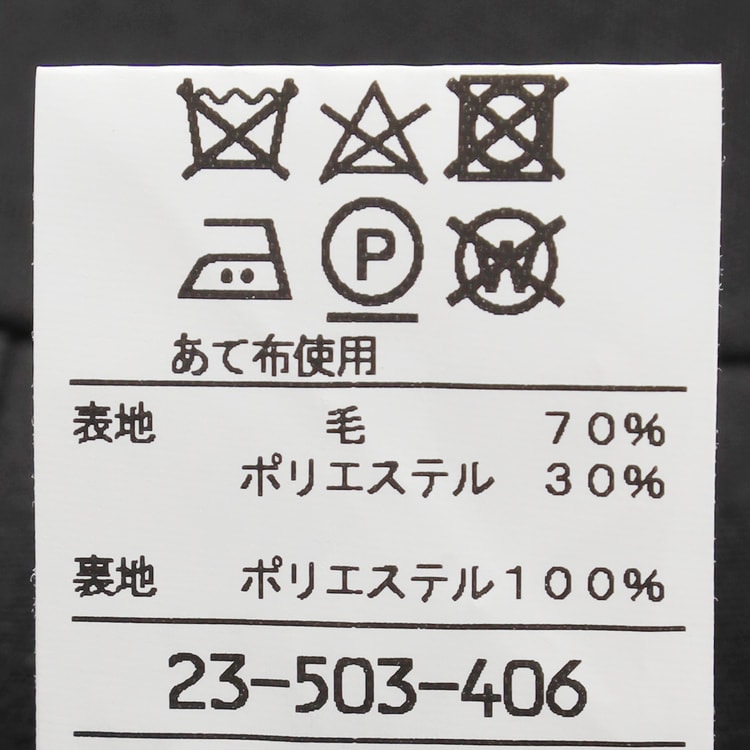 P W
あて布使用
表地 毛 70%
ポリエステル 30%
裏地 ポリエステル100%
23-503-406